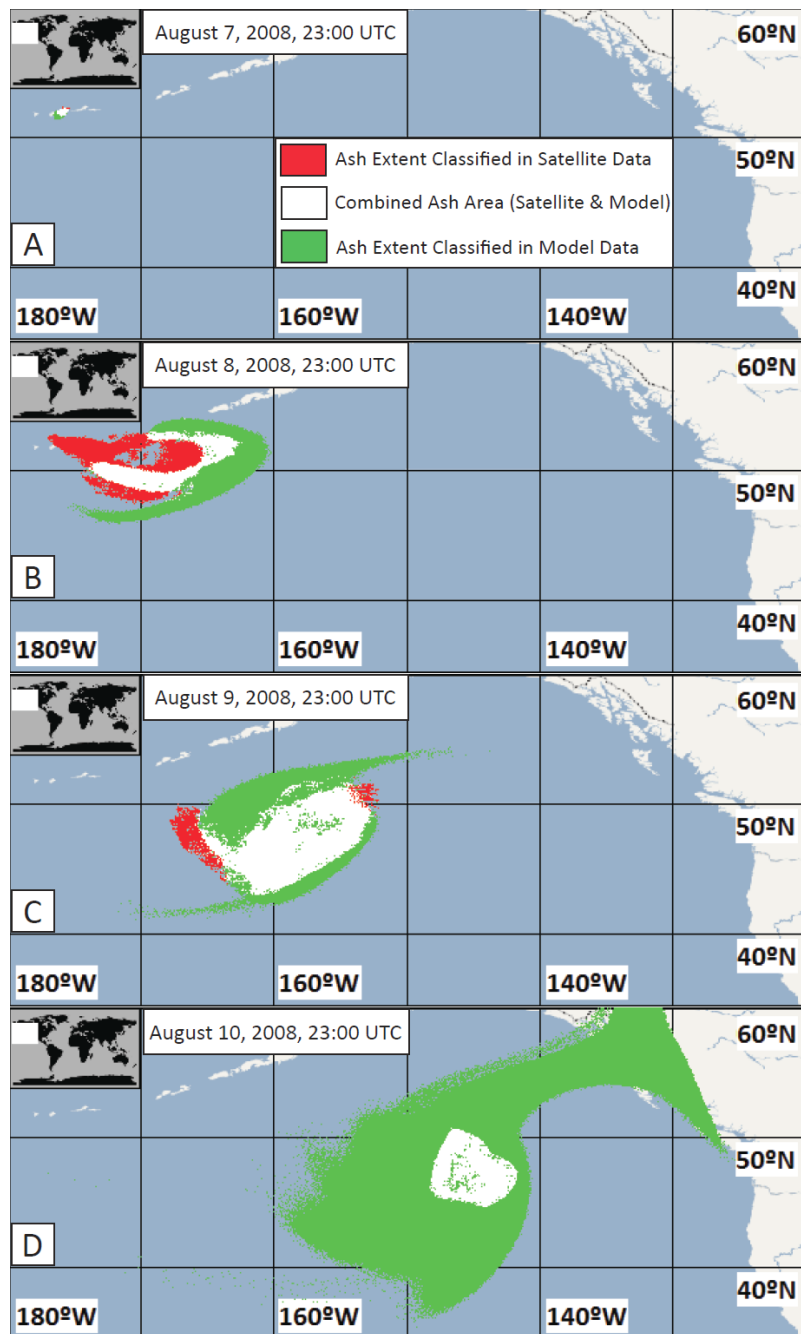 August 7, 2008, 23:00 UTC
60ºN
Ash Extent Classified in Satellite Data
50ºN
Combined Ash Area (Satellite & Model)
Ash Extent Classified in Model Data
A
40ºN
180ºW
160ºW
140ºW
August 8, 2008, 23:00 UTC
60ºN
50ºN
B
40ºN
180ºW
160ºW
140ºW
August 9, 2008, 23:00 UTC
60ºN
50ºN
C
40ºN
180ºW
160ºW
140ºW
August 10, 2008, 23:00 UTC
60ºN
50ºN
D
40ºN
180ºW
160ºW
140ºW